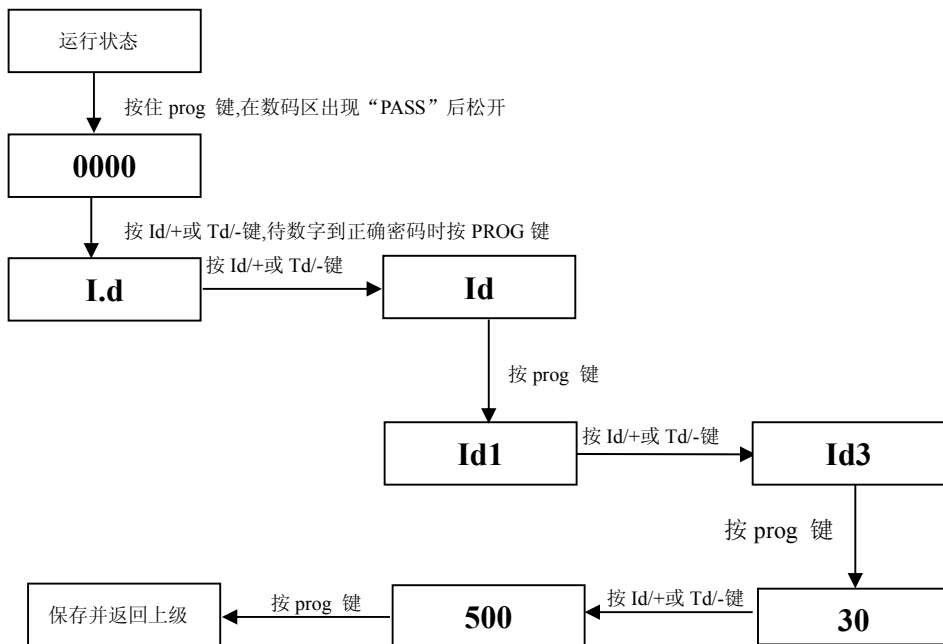 运行状态
按住 prog 键,在数码区出现“PASS”后松开
0000
按 Id/+或 Td/-键,待数字到正确密码时按 PROG 键
按 Id/+或 Td/-键
I.d
Id
按 prog 键
Id1
按 Id/+或 Td/-键
Id3
按 prog 键
保存并返回上级
按 prog 键
500
按 Id/+或 Td/-键
30